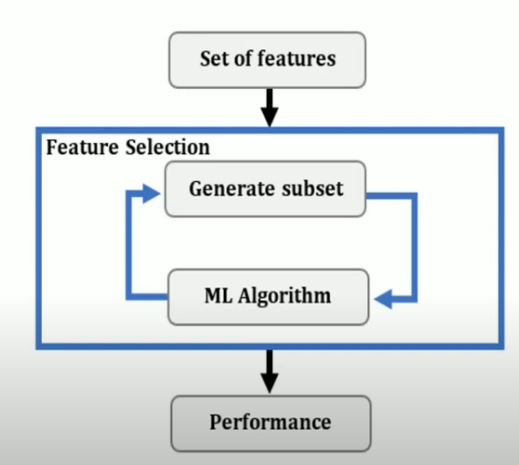 Set of features
Feature Selection
Generate subset
ML Algorithm
Performance